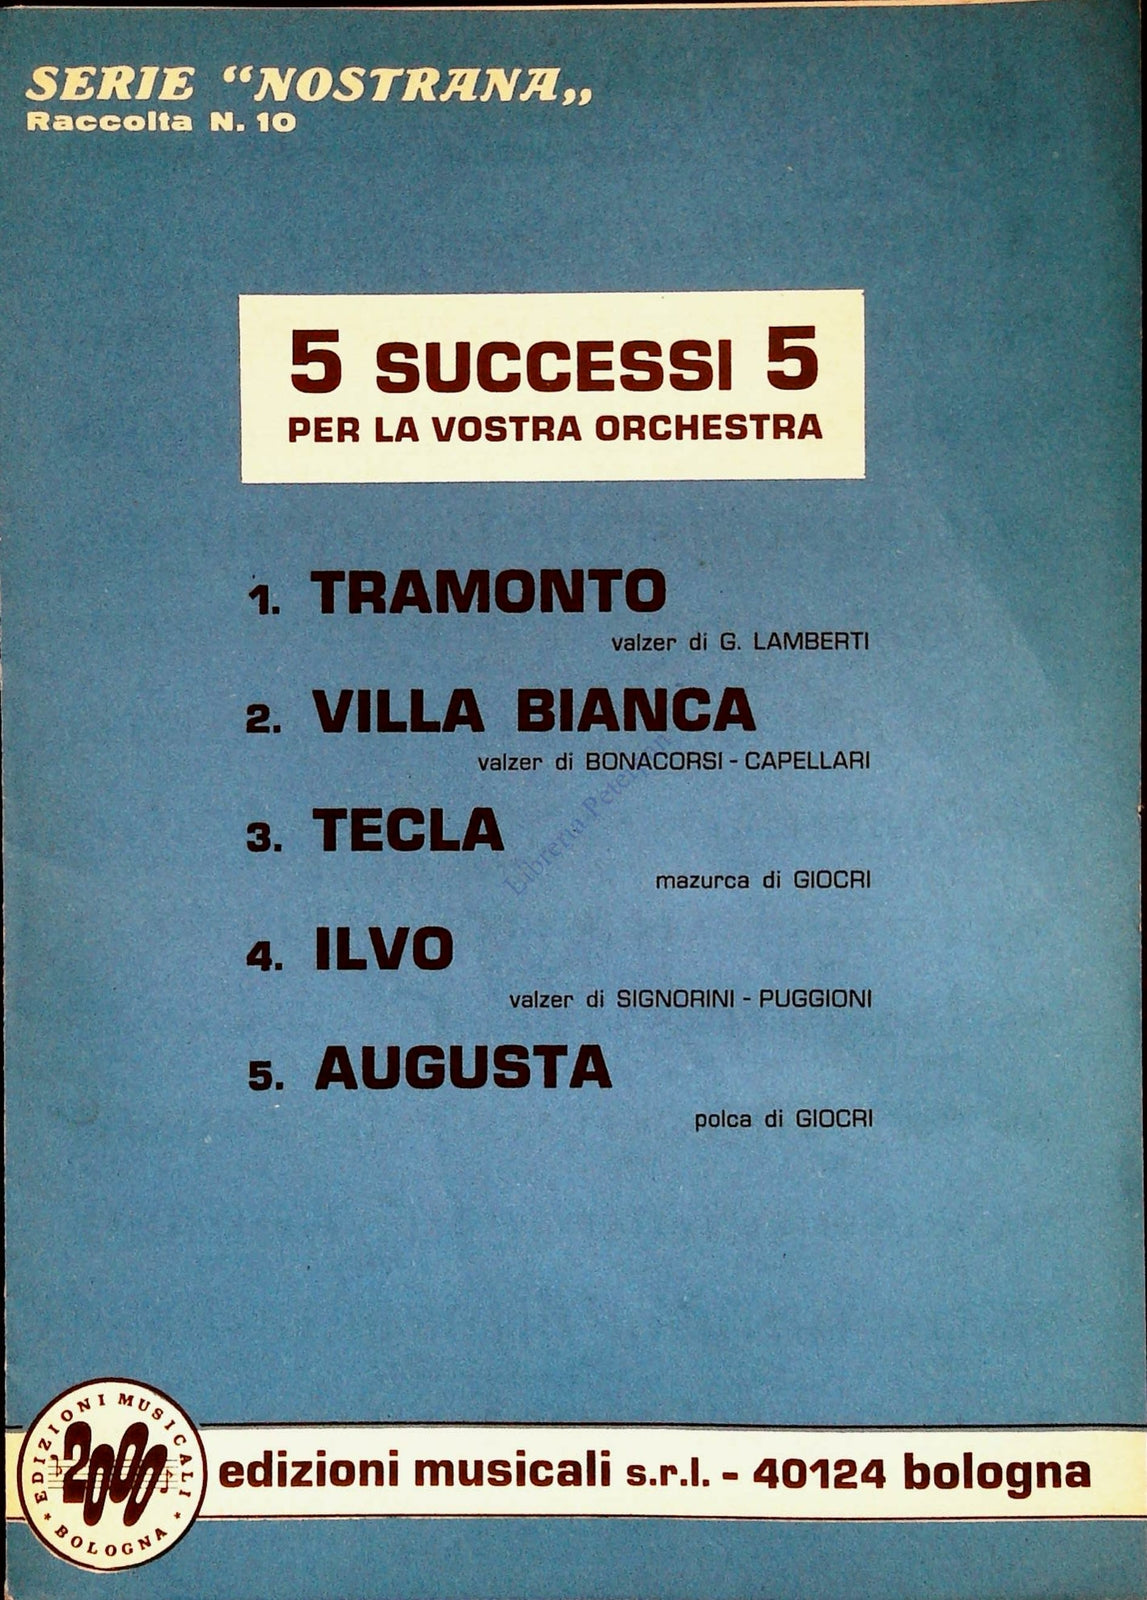 SERIE “NOSTRANA„
Raccolta N. 10
5 SUCCESSI 5
PER LA VOSTRA ORCHESTRA
1. TRAMONTO
valzer di G. LAMBERTI
2. VILLA BIANCA
valzer di BONACORSI - CAPELLARI
3. TECLA
mazurca di GIOCRI
4. ILVO
valzer di SIGNORINI - PUGGIONI
5. AUGUSTA
polca di GIOCRI
Libreria
EDIZIONI MUSICALI
2000
* BOLOGNA *
edizioni musicali s.r.l. - 40124 bologna